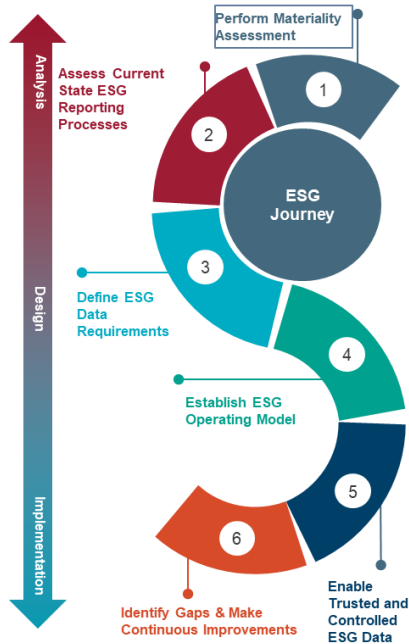 Perform Materiality
Assessment
1
Assess Current
State ESG
Reporting
Processes
2
ESG
Journey
3
Define ESG
Data
Requirements
4
Establish ESG
Operating Model
5
Enable
Trusted and
Controlled
ESG Data
6
Identify Gaps & Make
Continuous Improvements
Analysis
Design
Implementation